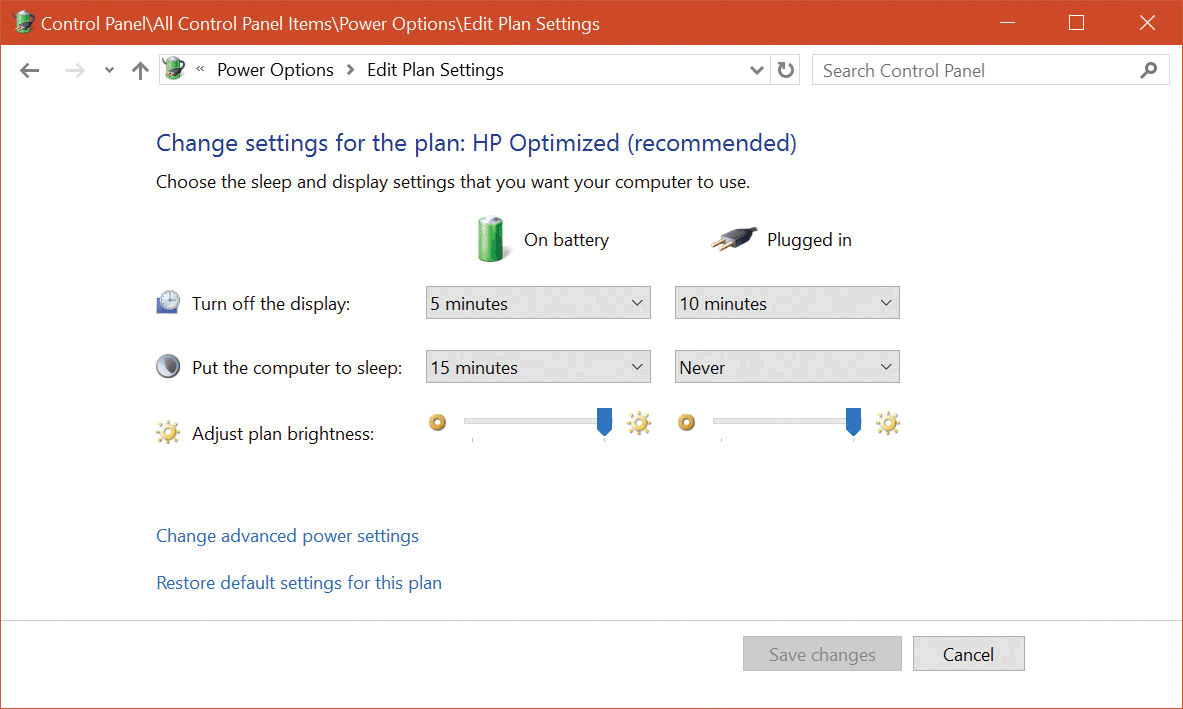 Control Panel\All Control Panel Items\Power Options\Edit Plan Settings
« Power Options > Edit Plan Settings
Search Control Panel
Change settings for the plan: HP Optimized (recommended)
Choose the sleep and display settings that you want your computer to use.
On battery
Plugged in
Turn off the display:
5 minutes
10 minutes
Put the computer to sleep:
15 minutes
Never
Adjust plan brightness:
Change advanced power settings
Restore default settings for this plan
Save changes
Cancel